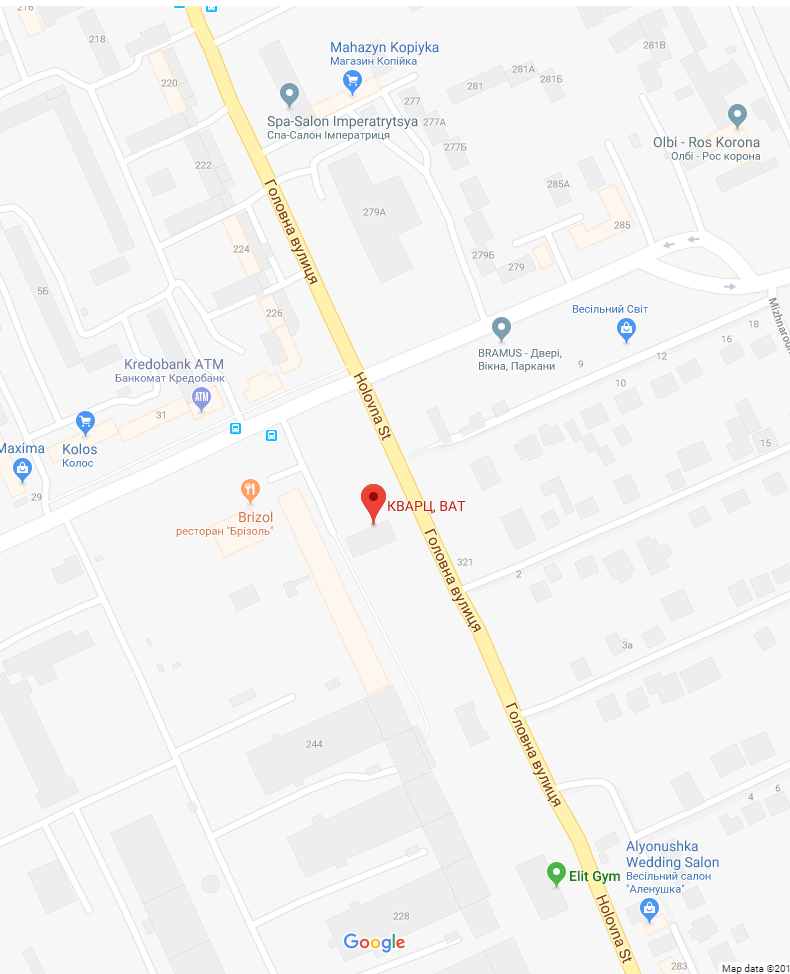 216
218
220
Mahazyn Kopiyka
Магазин Копійка
281В
281А
281Б
281
277
277А
277Б
Spa-Salon Imperatrytsya
Спа-Салон Імператриця
Olbi - Ros Korona
Олбі - Рос корона
222
285А
279А
285
Головна вулиця
224
279Б
279
5Б
226
Весільний Світ
Mizhnarodn
18
16
BRAMUS - Двері,
Вікна, Паркани
12
9
10
Kredobank ATM
Банкомат Кредобанк
ATM
Holovna St
31
Kolos
Колос
Maxima
15
29
КВАРЦ, ВАТ
Brizol
ресторан "Брізоль"
Головна вулиця
321
2
3а
Головна вулиця
244
6
4
Alyonushka
Wedding Salon
Весільний салон
"Аленушка"
Elit Gym
228
Holovna St
Google
283
Map data ©201